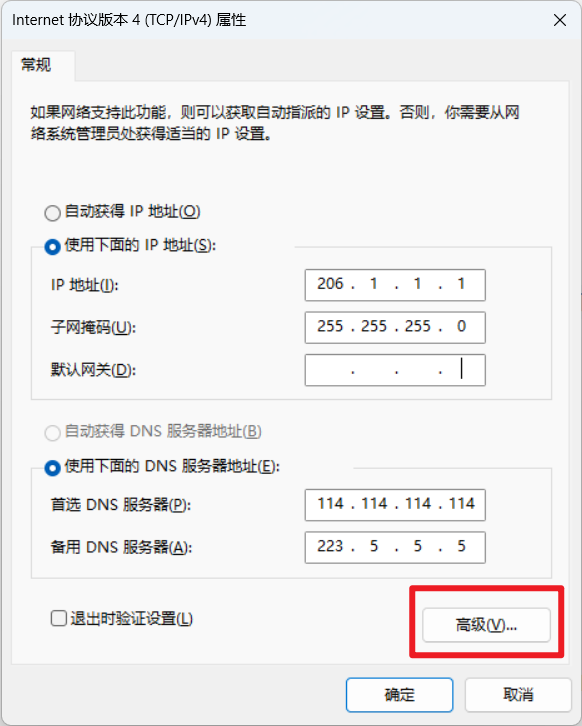 Internet 协议版本 4 (TCP/IPv4) 属性
常规
如果网络支持此功能，则可以获取自动指派的 IP 设置。否则，你需要从网
络系统管理员处获得适当的 IP 设置。
自动获得 IP 地址(O)
使用下面的 IP 地址(S):
IP 地址(I): 206 . 1 . 1 . 1
子网掩码(U): 255 . 255 . 255 . 0
默认网关(D): . . .
自动获得 DNS 服务器地址(B)
使用下面的 DNS 服务器地址(E):
首选 DNS 服务器(P): 114 . 114 . 114 . 114
备用 DNS 服务器(A): 223 . 5 . 5 . 5
退出时验证设置(L) 高级(V)...
确定 取消